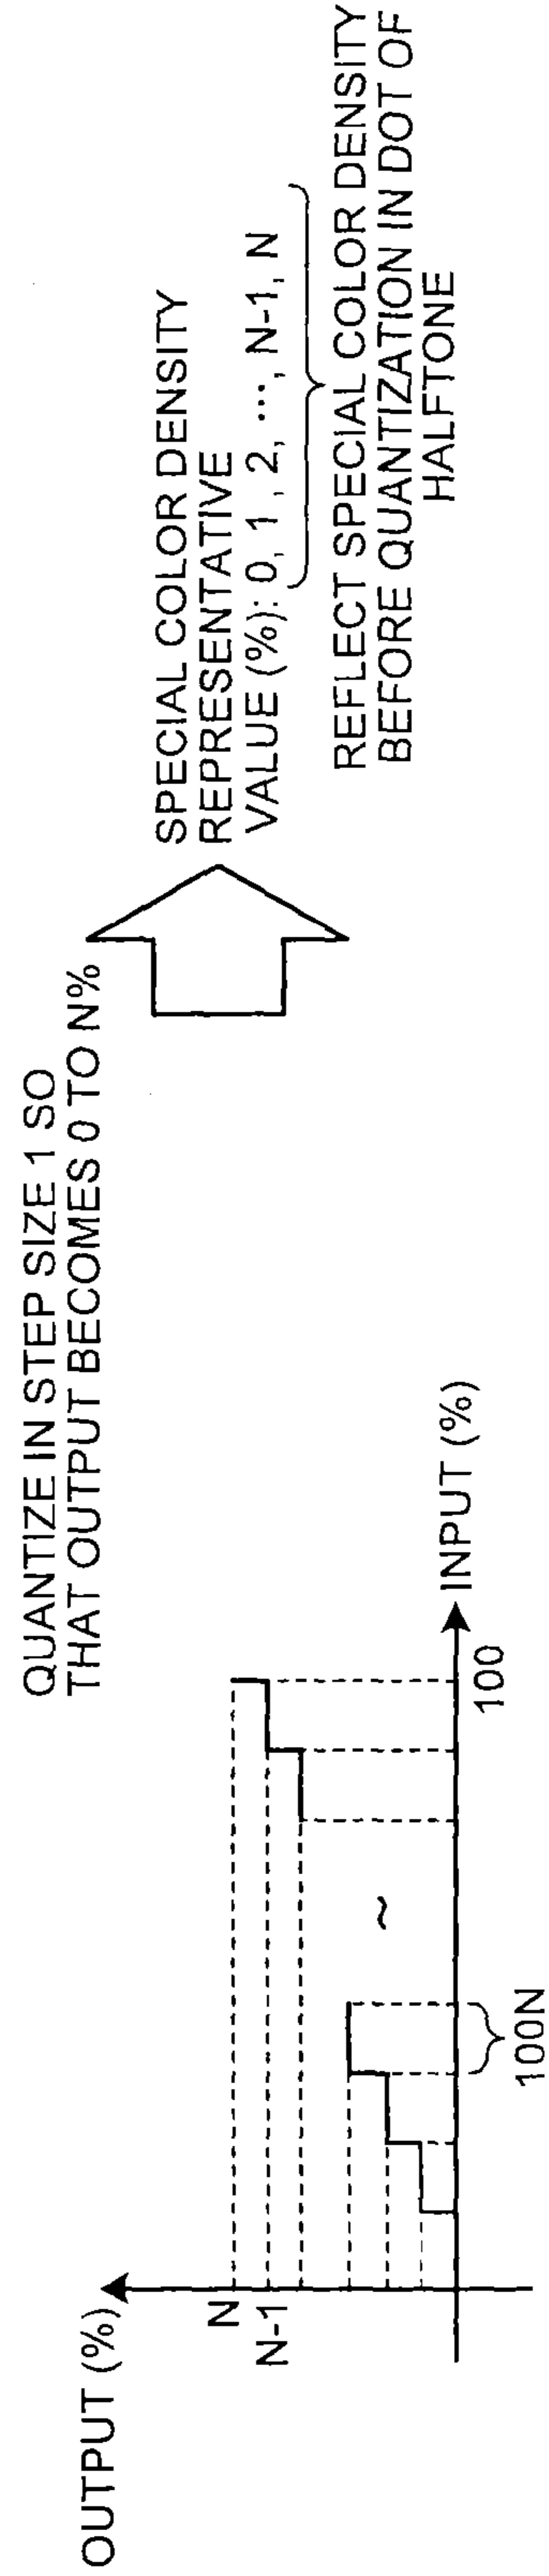 QUANTIZE IN STEP SIZE 1 SO
THAT OUTPUT BECOMES 0 TO N%
OUTPUT (%)
N
N-1
100N
100
INPUT (%)
SPECIAL COLOR DENSITY
REPRESENTATIVE
VALUE (%): 0, 1 , 2, ···, N-1, N
REFLECT SPECIAL COLOR DENSITY
BEFORE QUANTIZATION IN DOT OF
HALFTONE